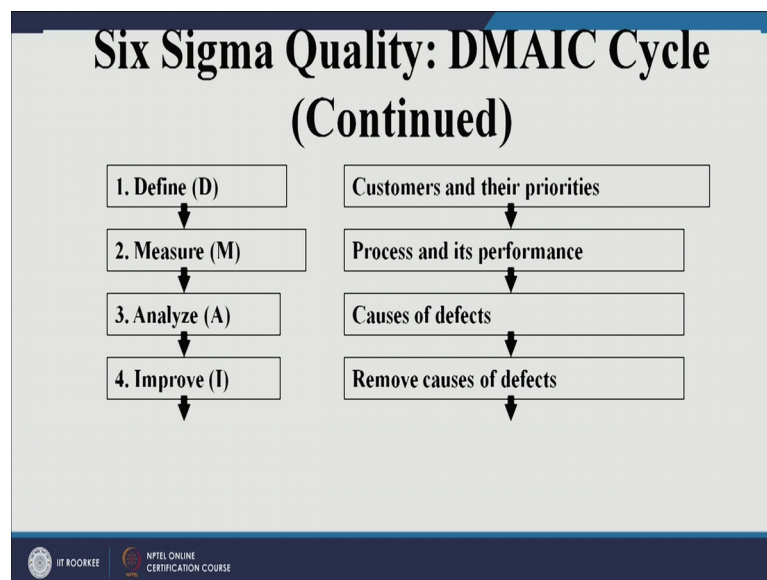 Six Sigma Quality: DMAIC Cycle
(Continued)
1. Define (D)
Customers and their priorities
2. Measure (M)
Process and its performance
3. Analyze (A)
Causes of defects
4. Improve (I)
Remove causes of defects
IIT ROORKEE
NPTEL ONLINE
CERTIFICATION COURSE